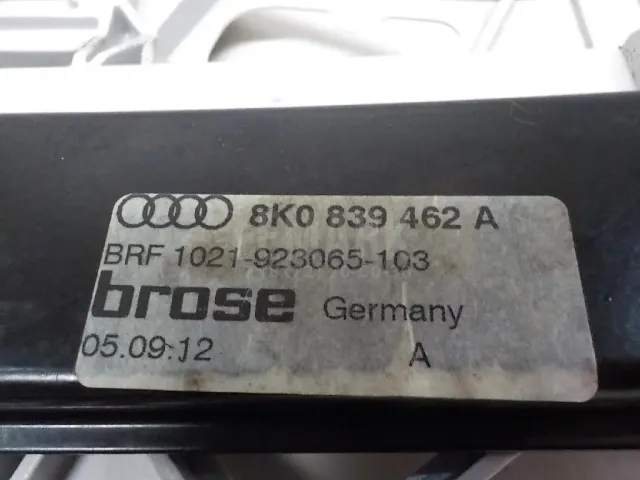 8K0 839 462 A
BRF 1021-923065-103
brose Germany
05.09.12 A